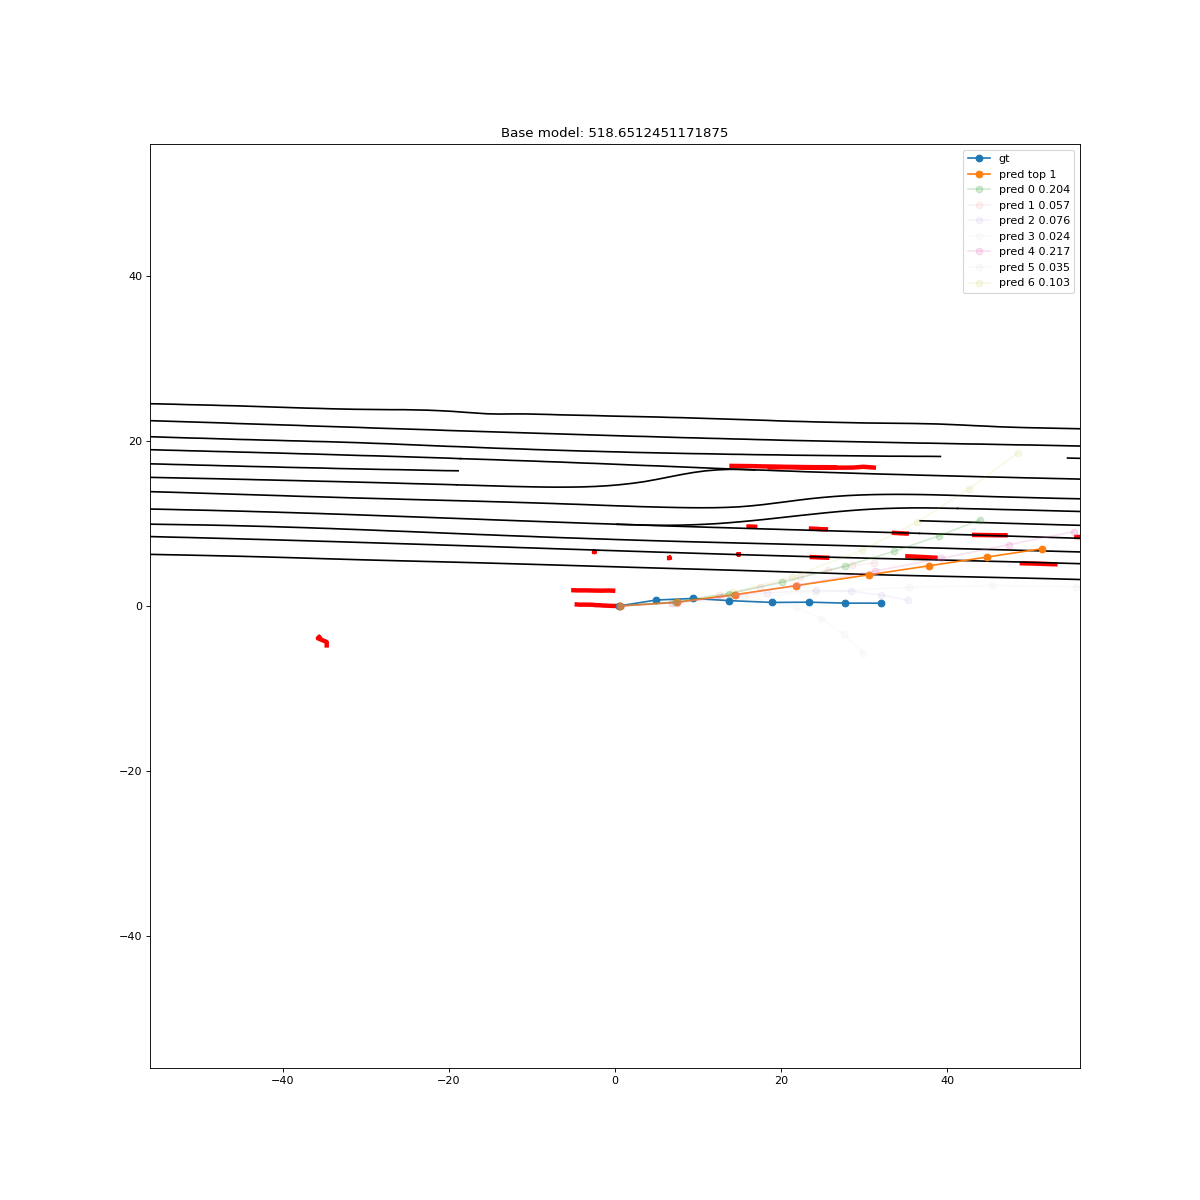 Base model: 518.6512451171875
gt
pred top 1
pred 0 0.204
pred 1 0.057
pred 2 0.076
pred 3 0.024
pred 4 0.217
pred 5 0.035
pred 6 0.103
40
20
0
−20
−40
−40 −20 0 20 40